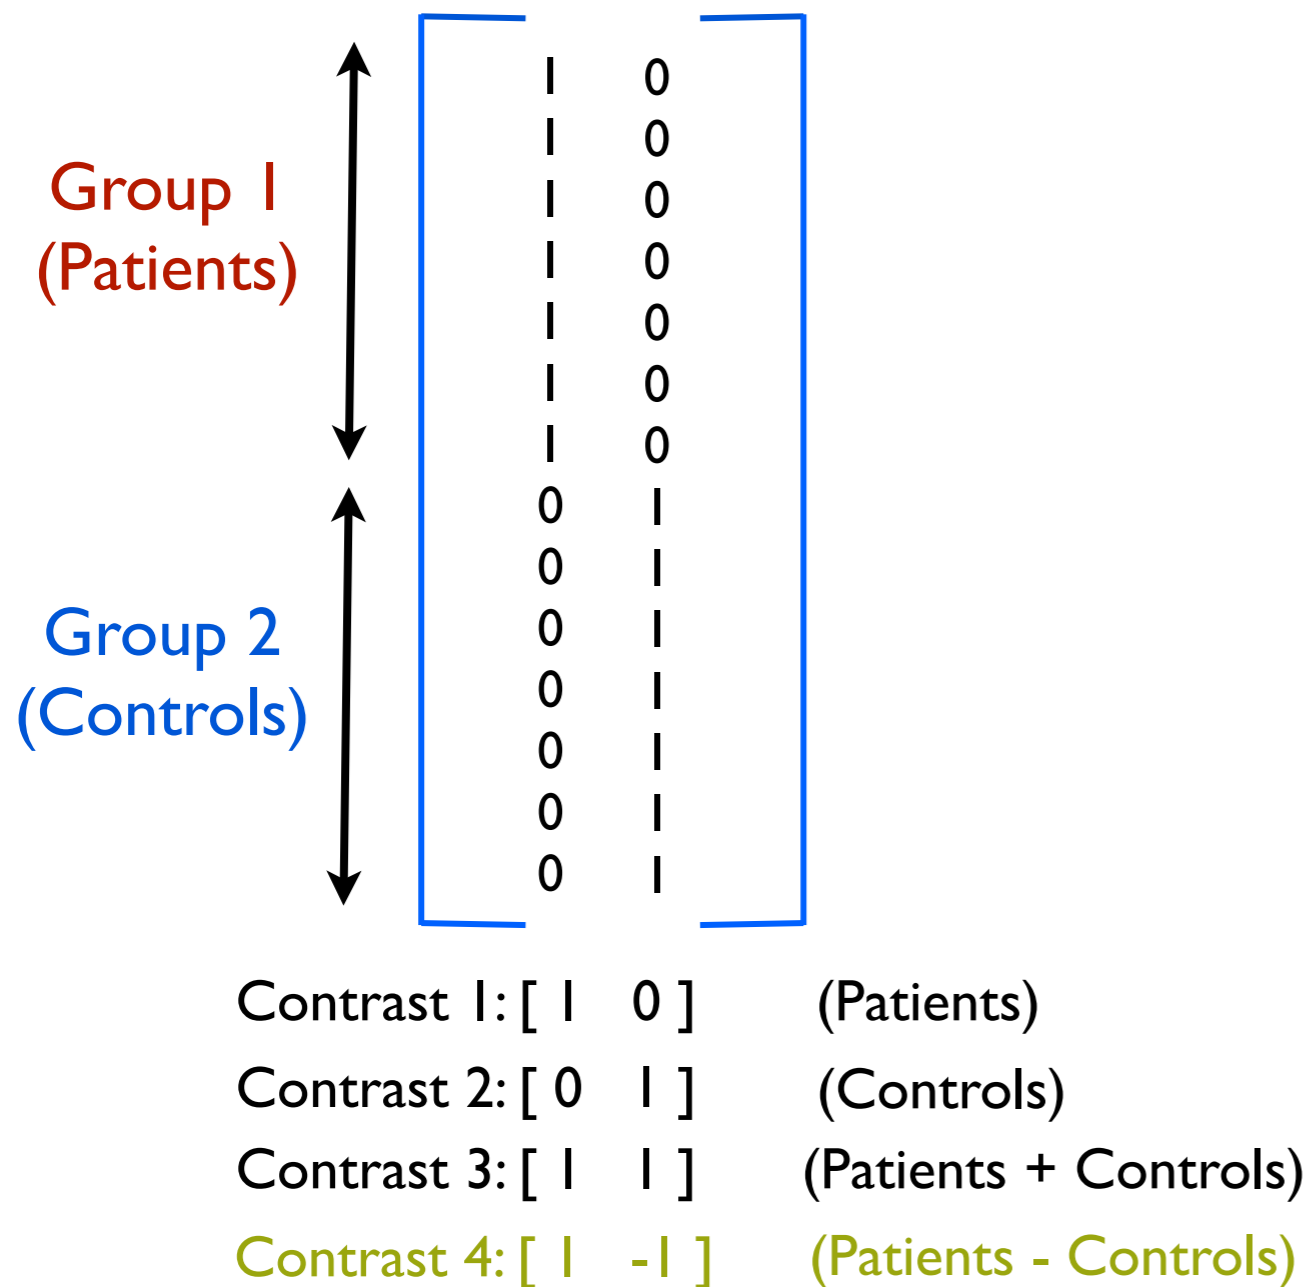 1 0
1 0
Group 1
(Patients)
1 0
1 0
1 0
1 0
1 0
0 1
0 1
Group 2
(Controls)
0 1
0 1
0 1
0 1
0 1
Contrast 1: [ 1 0 ] (Patients)
Contrast 2: [ 0 1 ] (Controls)
Contrast 3: [ 1 1 ] (Patients + Controls)
Contrast 4: [ 1 -1 ] (Patients - Controls)